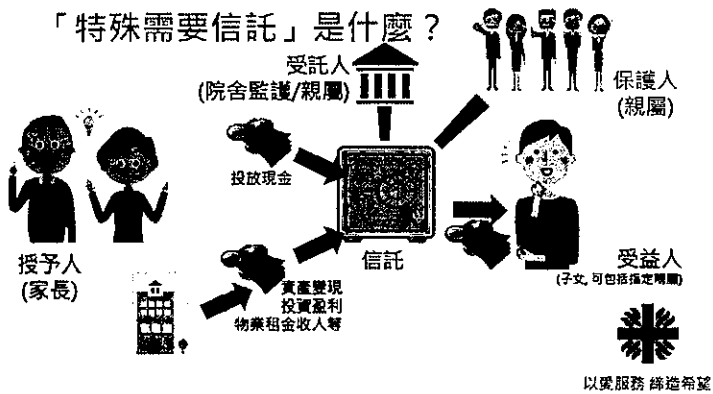 「特殊需要信託」是什麼？
受託人
(院舍監護/親屬)
保護人
(親屬)
投放現金
信託
授予人
(家長)
資產變現
投資盈利
物業租金收入等
受益人
(子女, 可包括指定親屬)
以愛服務 締造希望